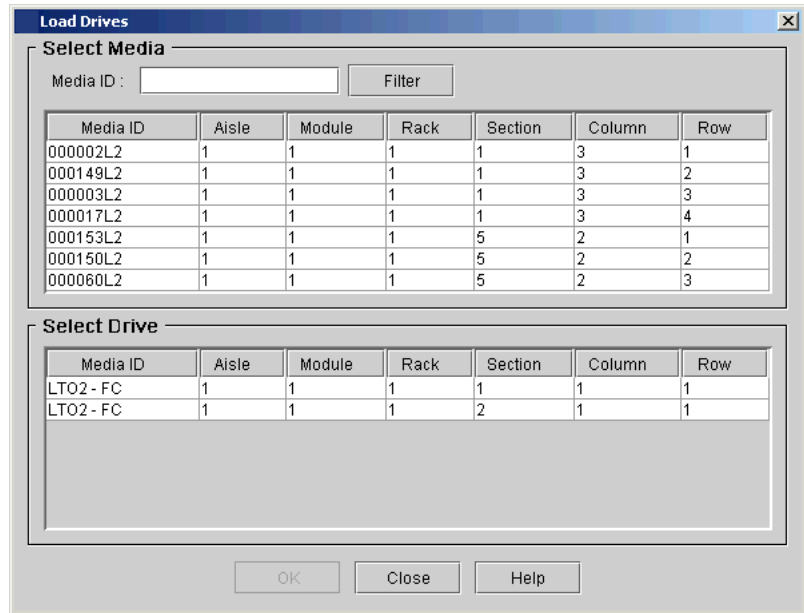 Load Drives
Select Media
Media ID : Filter
Media ID Aisle Module Rack Section Column Row
000002L2 1 1 1 1 3 1
000149L2 1 1 1 1 3 2
000003L2 1 1 1 1 3 3
000017L2 1 1 1 1 3 4
000153L2 1 1 1 5 2 1
000150L2 1 1 1 5 2 2
000060L2 1 1 1 5 2 3
Select Drive
Media ID Aisle Module Rack Section Column Row
LTO2 - FC 1 1 1 1 1 1
LTO2 - FC 1 1 1 2 1 1
OK Close Help